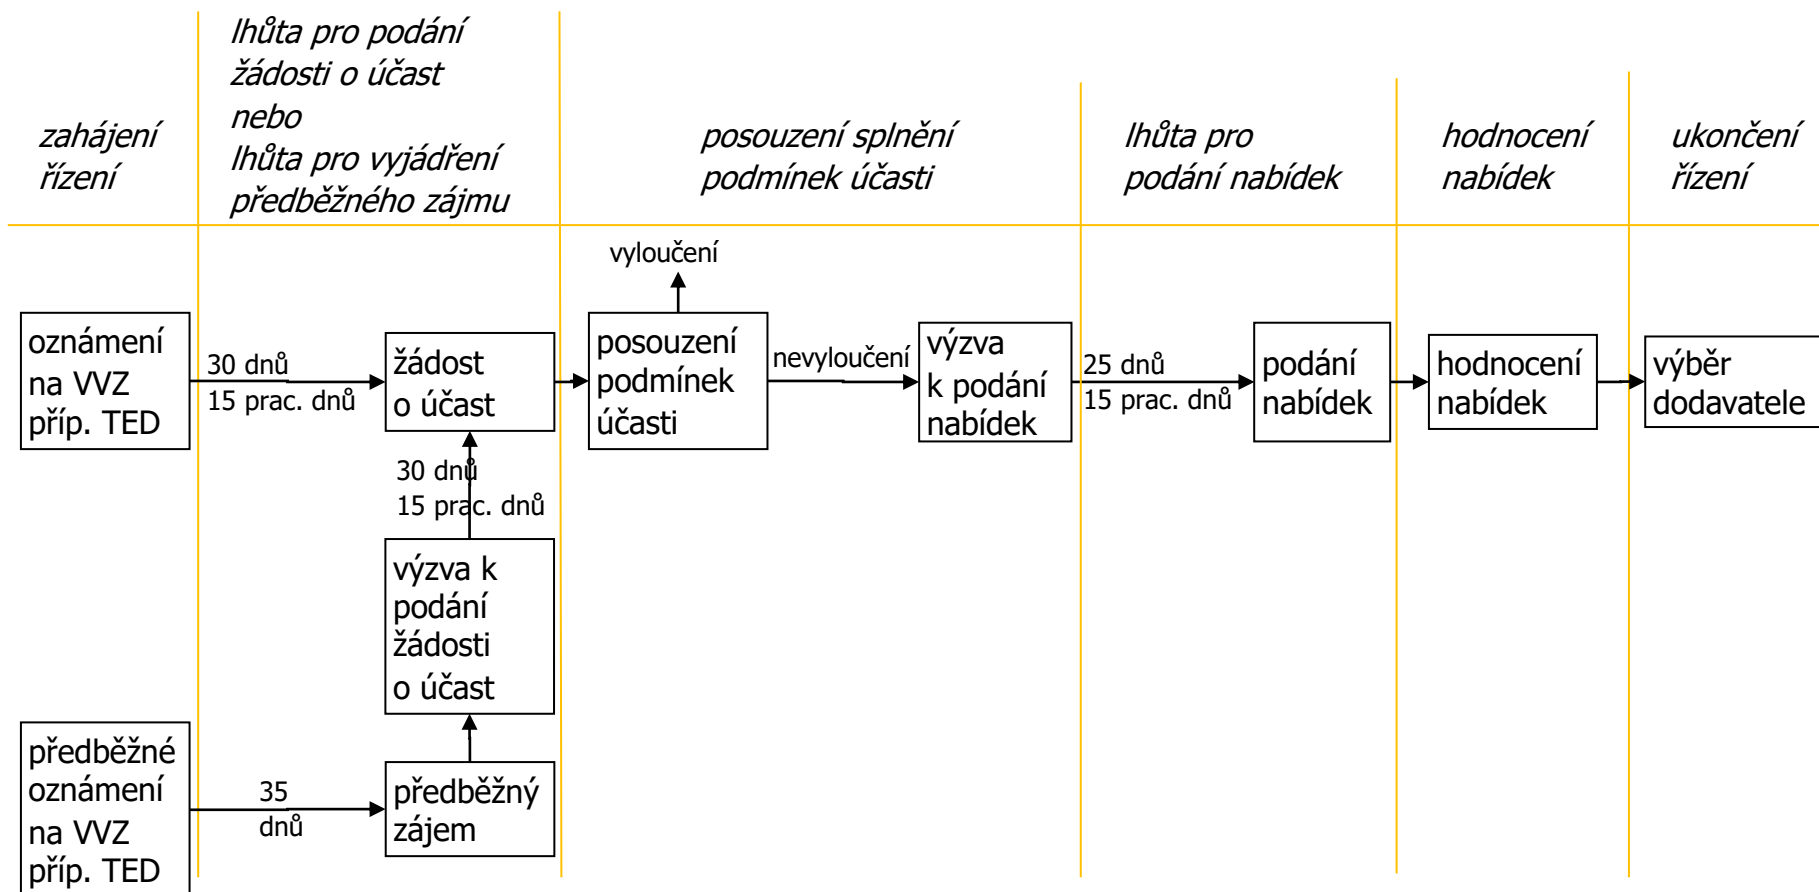 zahájení
řízení
lhůta pro podání
žádosti o účast
nebo
lhůta pro vyjádření
předběžného zájmu
posouzení splnění
podmínek účasti
lhůta pro
podání nabídek
hodnocení
nabídek
ukončení
řízení
oznámení
na VVZ
příp. TED
30 dnů
15 prac. dnů
žádost
o účast
vyloučení
posouzení
podmínek
účasti
nevyloučení
výzva
k podání
nabídek
25 dnů
15 prac. dnů
podání
nabídek
hodnocení
nabídek
výběr
dodavatele
30 dnů
15 prac. dnů
výzva k
podání
žádosti
o účast
předběžné
oznámení
na VVZ
příp. TED
35
dnů
předběžný
zájem